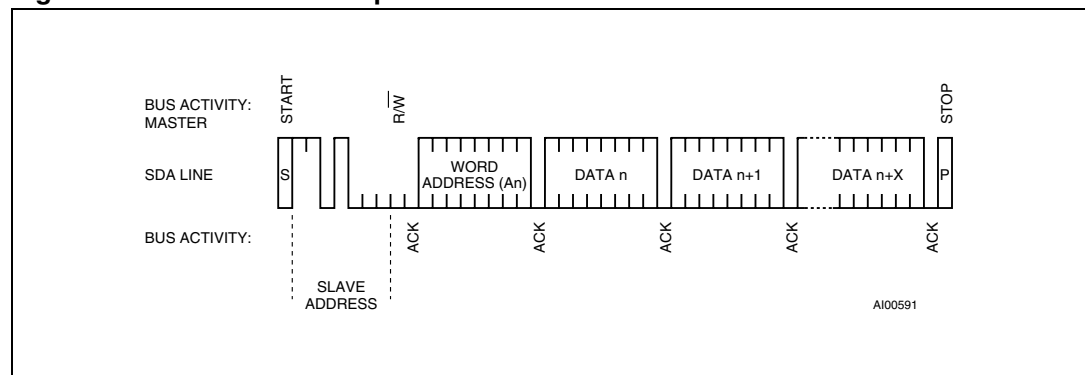 BUS ACTIVITY:
MASTER
START
R/W
STOP
SDA LINE
S
WORD
ADDRESS (An)
DATA n
DATA n+1
DATA n+X
P
BUS ACTIVITY:
ACK
ACK
ACK
ACK
ACK
SLAVE
ADDRESS
AI00591